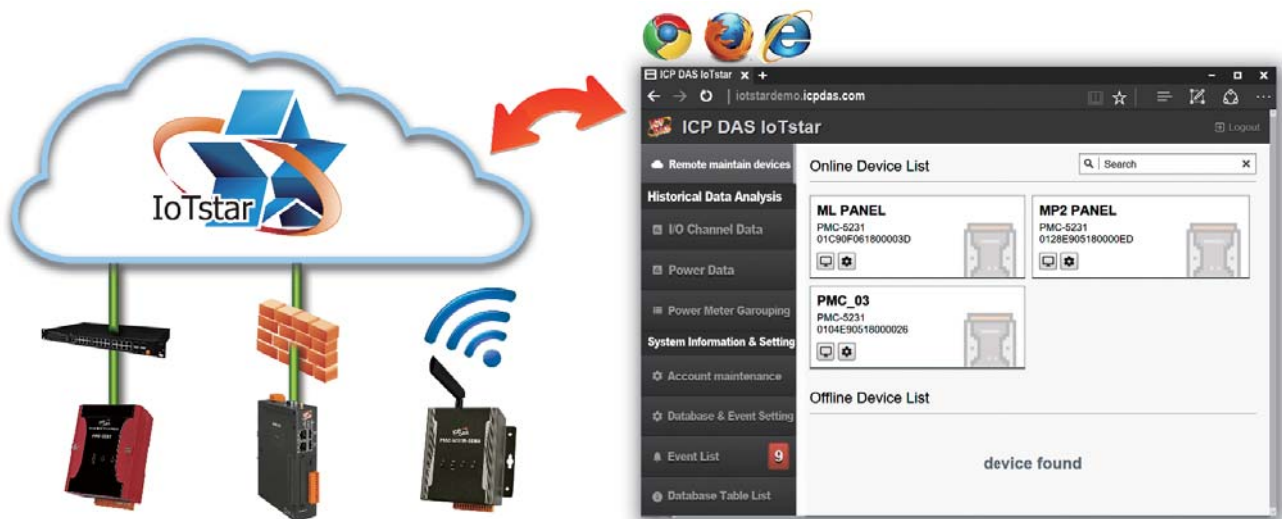 IoTstar
ICP DAS IoTstar x +
iotstardemo.icpdas.com
ICP DAS IoTstar
Logout
Remote maintain devices
Historical Data Analysis
I/O Channel Data
Power Data
Power Meter Garouping
System Information & Setting
Account maintenance
Database & Event Setting
Event List 9
Database Table List
Online Device List
Search x
ML PANEL
PMC-5231
01C90F061800003D
MP2 PANEL
PMC-5231
0128E905180000ED
PMC_03
PMC-5231
0104E90518000026
Offline Device List
device found